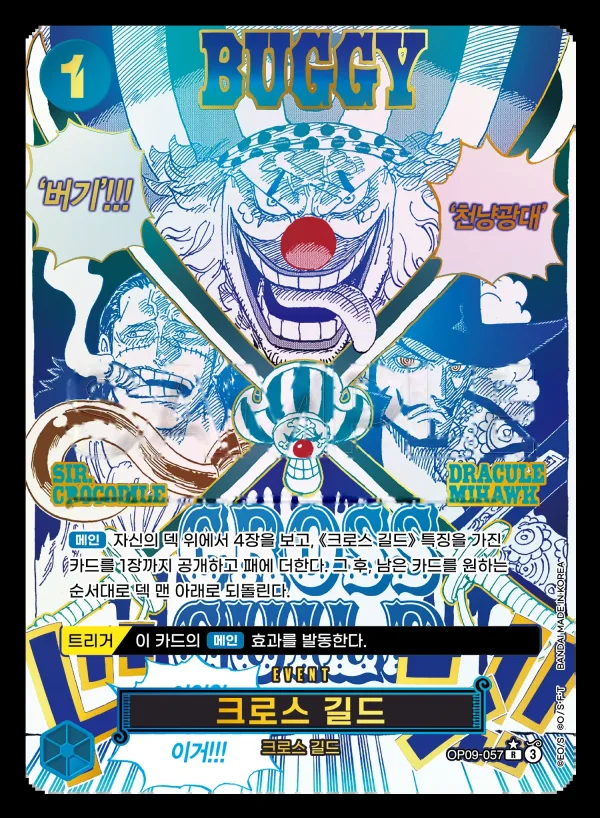 1
BUGGY
'버기'!!!
'천냥광대'
SIR.
CROCODILE
DRACULE
MIHAWK
CROSS
GUILD
메인 자신의 덱 위에서 4장을 보고, 《크로스 길드》 특징을 가진
카드를 1장까지 공개하고 패에 더한다. 그 후, 남은 카드를 원하는
순서대로 덱 맨 아래로 되돌린다.
트리거 이 카드의 메인 효과를 발동한다.
EVENT
크로스 길드
이거!!!
크로스 길드
OP09-057 R 3
BANDAI MADE IN KOREA